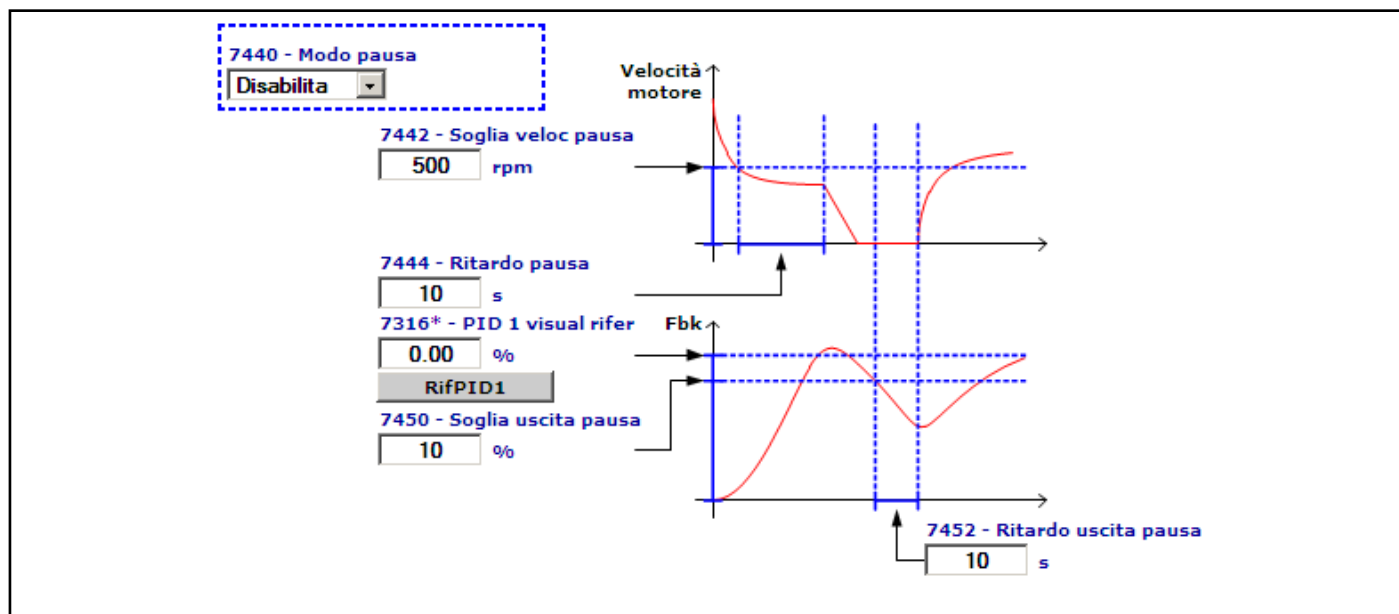 7440 - Modo pausa
Disabilita
Velocità
motore
7442 - Soglia veloc pausa
500 rpm
7444 - Ritardo pausa
10 s
7316* - PID 1 visual rifer
Fbk
0.00 %
RifPID1
7450 - Soglia uscita pausa
10 %
7452 - Ritardo uscita pausa
10 s